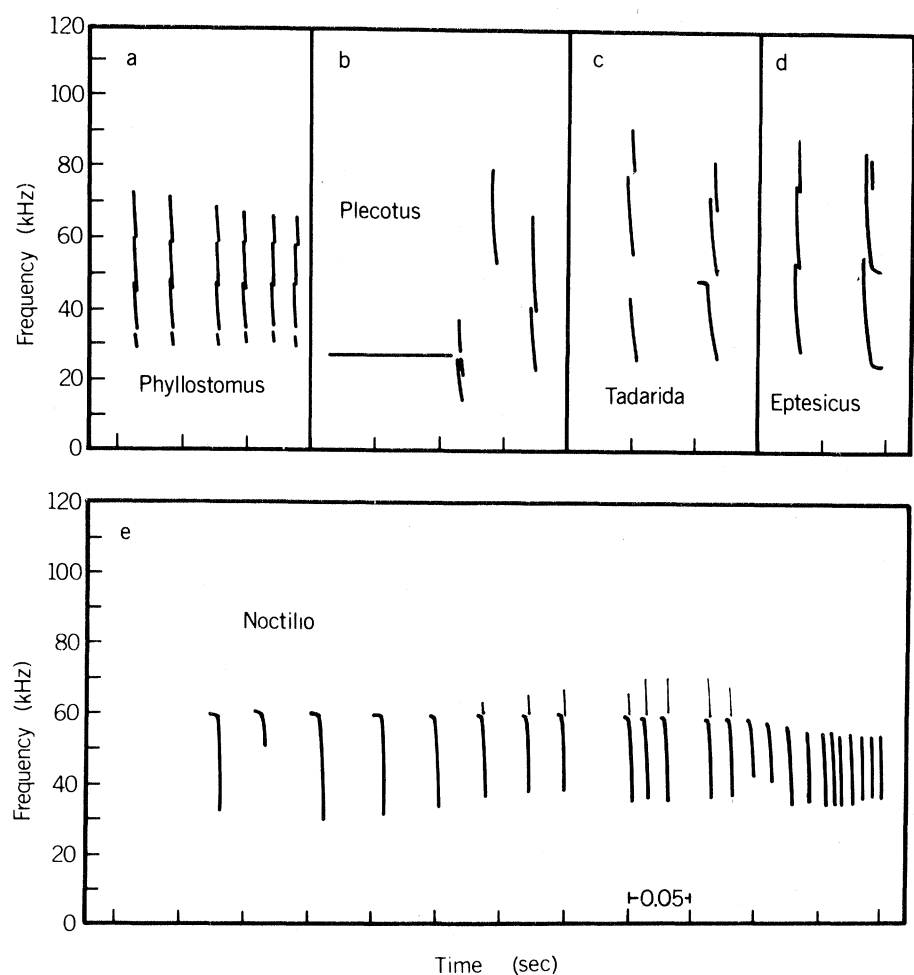 120
100
80
60
40
20
0
Frequency (kHz)
a
Phyllostomus
b
Plecotus
c
Tadarida
d
Eptesicus
120
100
80
60
40
20
0
Frequency (kHz)
e
Noctilio
0.05
Time (sec)